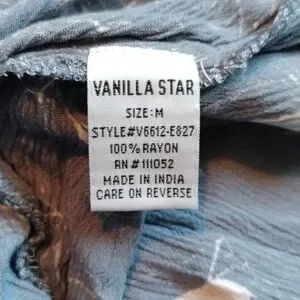 VANILLA STAR
SIZE: M
STYLE#V6612-E827
100% RAYON
RN # 111052
MADE IN INDIA
CARE ON REVERSE